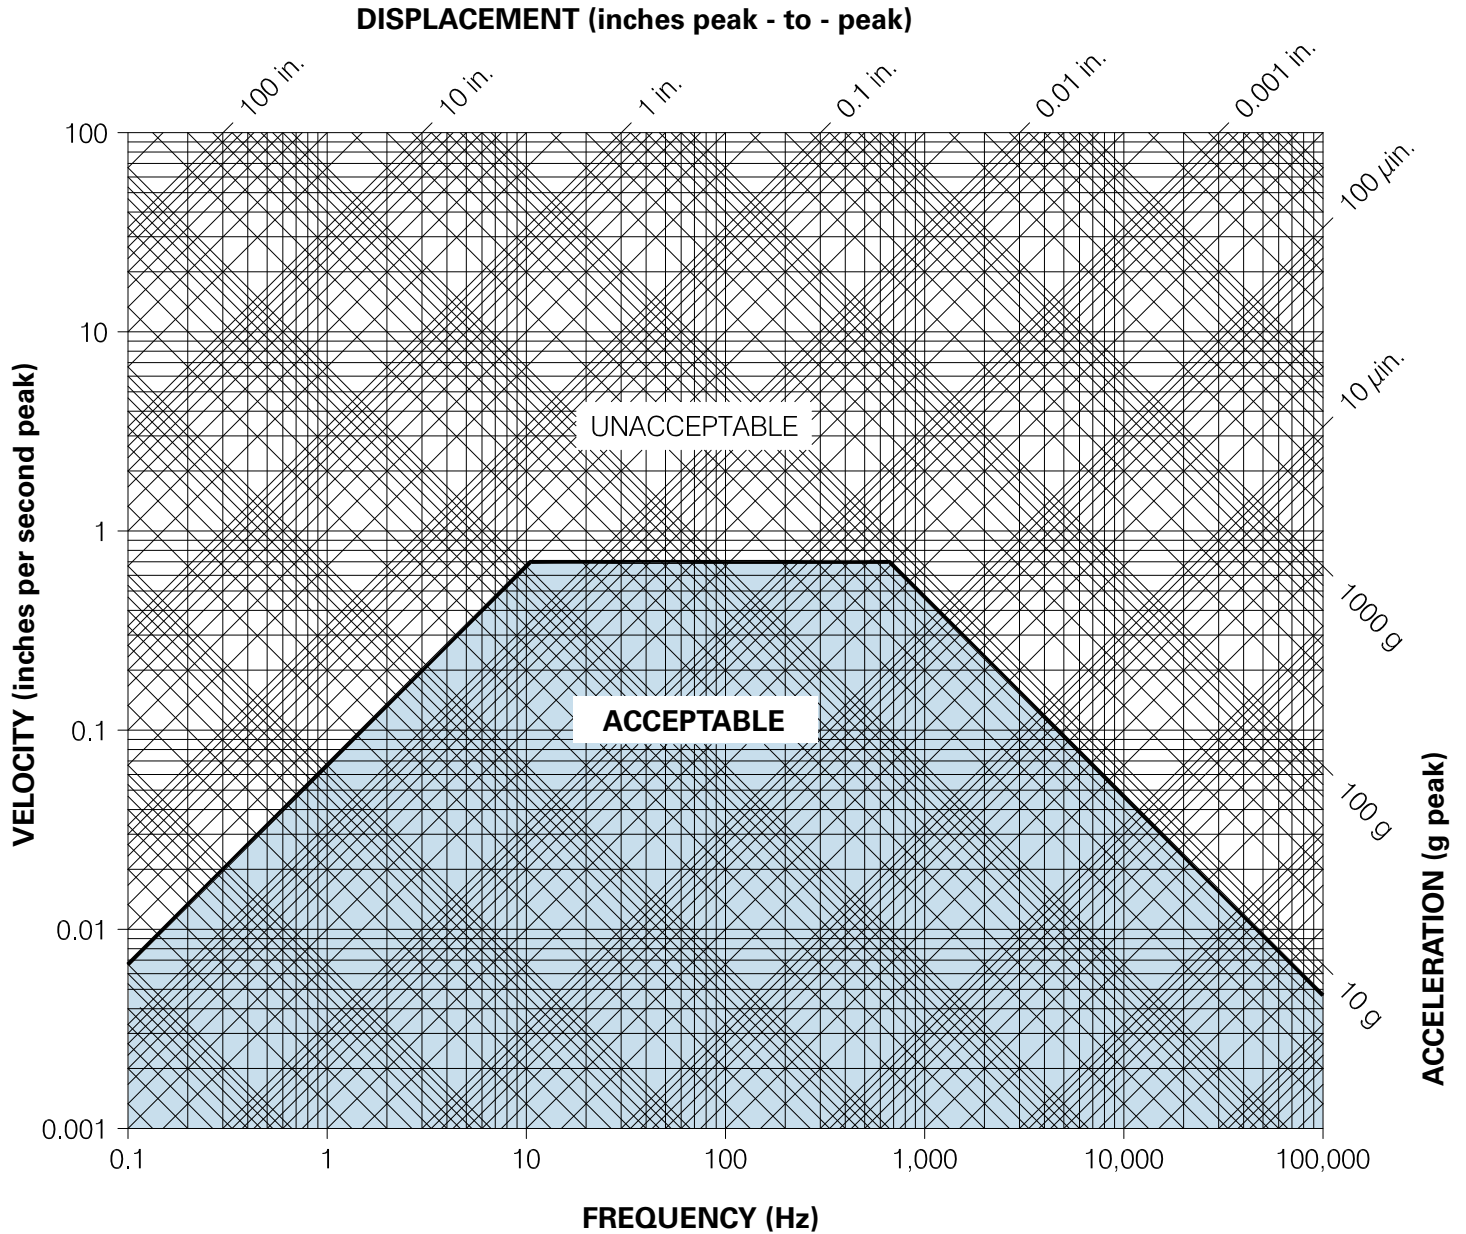 DISPLACEMENT (inches peak - to - peak)
100 in.
10 in.
1 in.
0.1 in.
0.01 in.
0.001 in.
100 µin.
10 µin.
1000 g
100 g
10 g
ACCELERATION (g peak)
VELOCITY (inches per second peak)
100
10
1
0.1
0.01
0.001
UNACCEPTABLE
ACCEPTABLE
0.1
1
10
100
1,000
10,000
100,000
FREQUENCY (Hz)